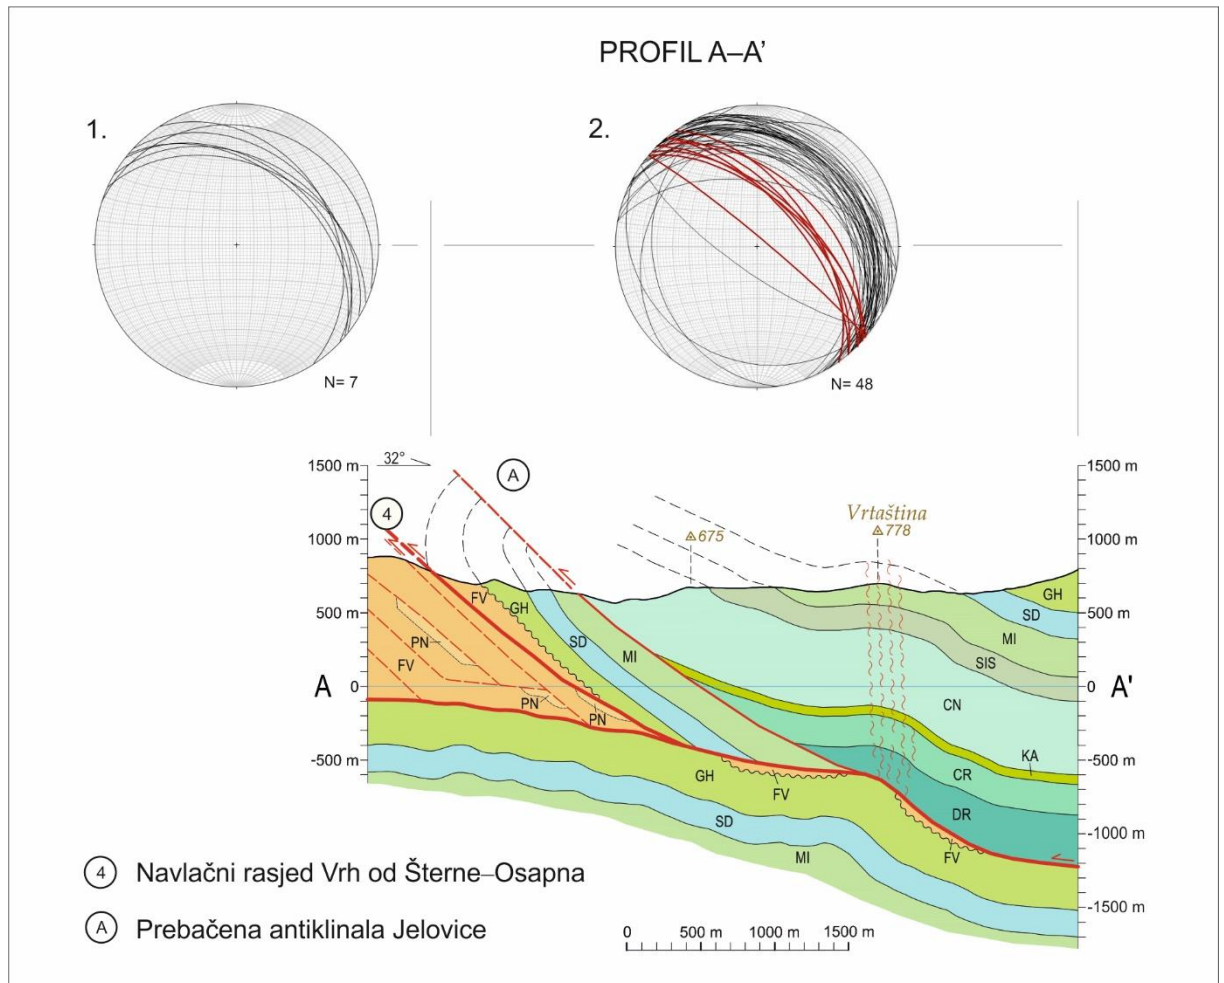 PROFIL A–A’
1.
2.
N= 7
N= 48
32°
1500 m
1000 m
500 m
0
-500 m
A
A
4
675
Vrtaština
778
1500 m
1000 m
500 m
0
-500 m
-1000 m
-1500 m
A'
FV
GH
SD
MI
PN
FV
PN
PN
GH
SD
MI
SIS
CN
KA
CR
DR
GH
FV
SD
FV
MI
4 Navlačni rasjed Vrh od Šterne–Osapna
A Prebačena antiklinala Jelovice
0 500 m 1000 m 1500 m